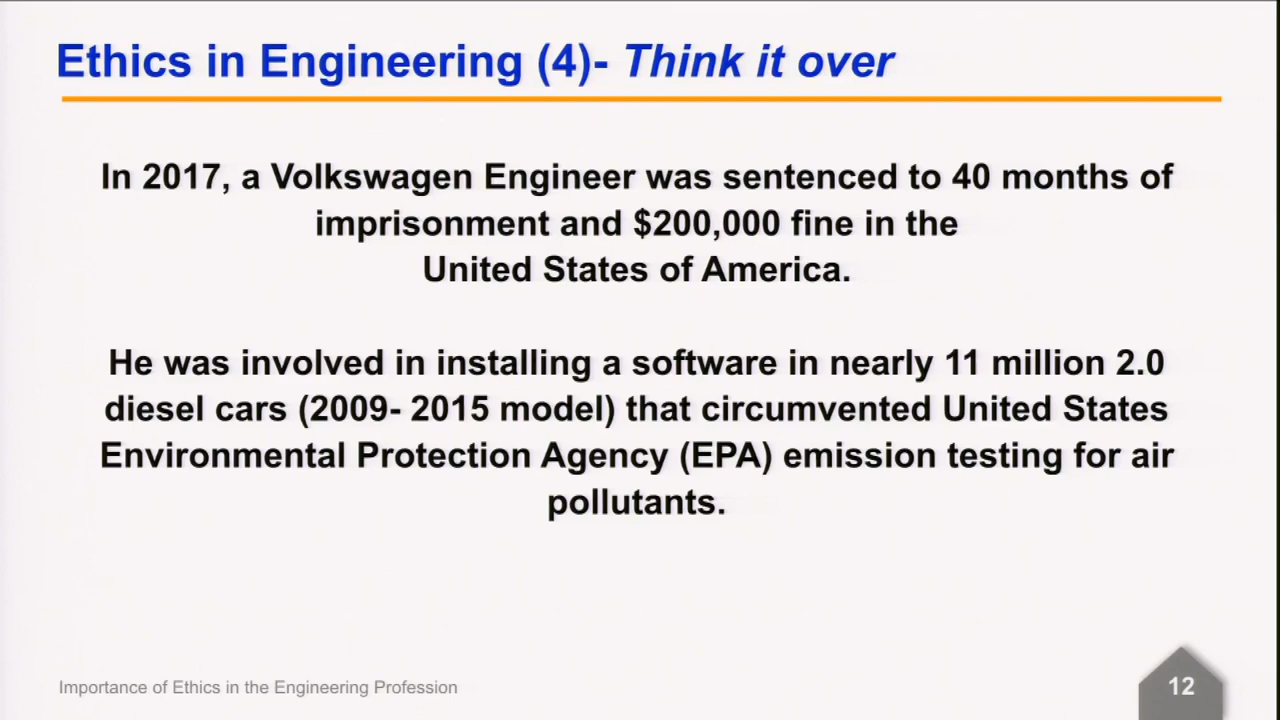 Ethics in Engineering (4)- Think it over
In 2017, a Volkswagen Engineer was sentenced to 40 months of
imprisonment and $200,000 fine in the
United States of America.
He was involved in installing a software in nearly 11 million 2.0
diesel cars (2009- 2015 model) that circumvented United States
Environmental Protection Agency (EPA) emission testing for air
pollutants.
Importance of Ethics in the Engineering Profession
12